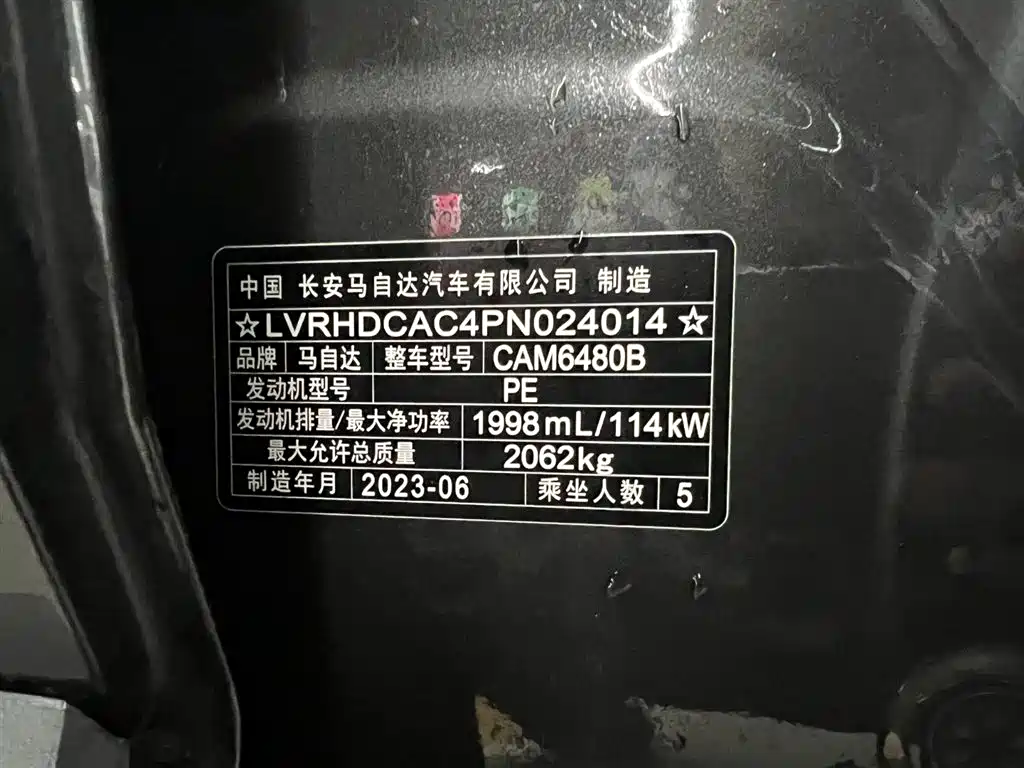 中国 长安马自达汽车有限公司 制造
☆LVRHDCAC4PN024014☆
品牌 马自达 整车型号 CAM6480B
发动机型号 PE
发动机排量/最大净功率 1998mL/114kW
最大允许总质量 2062kg
制造年月 2023-06 乘坐人数 5